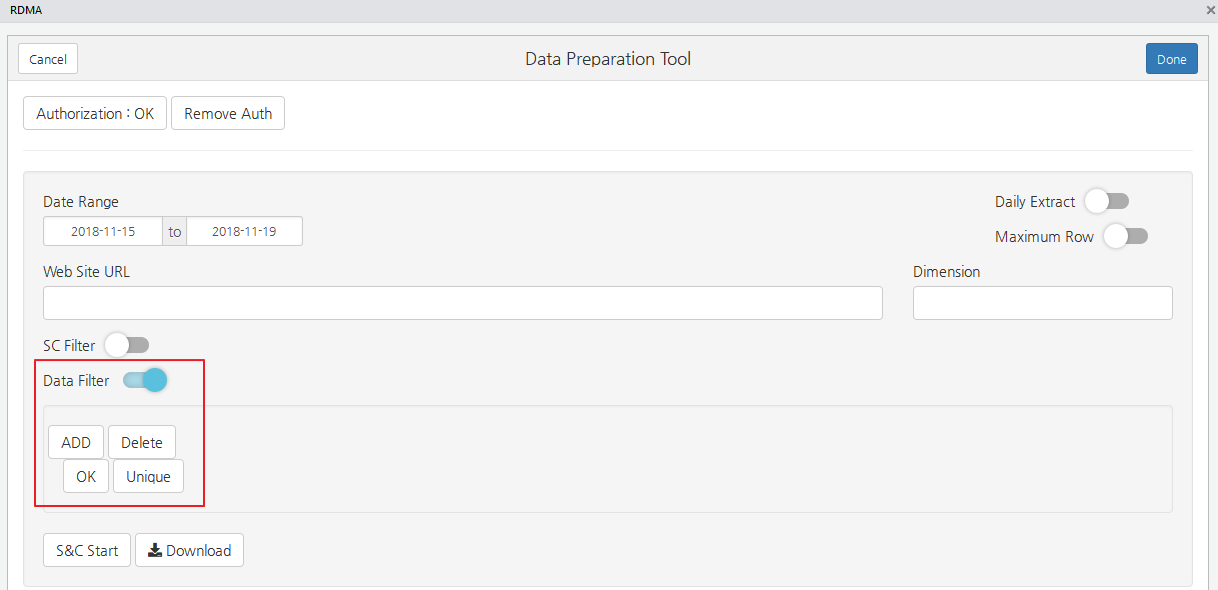 RDMA
Cancel Data Preparation Tool Done
Authorization : OK Remove Auth
Date Range Daily Extract
2018-11-15 to 2018-11-19
Maximum Row
Web Site URL Dimension
SC Filter
Data Filter
ADD Delete
OK Unique
S&C Start Download